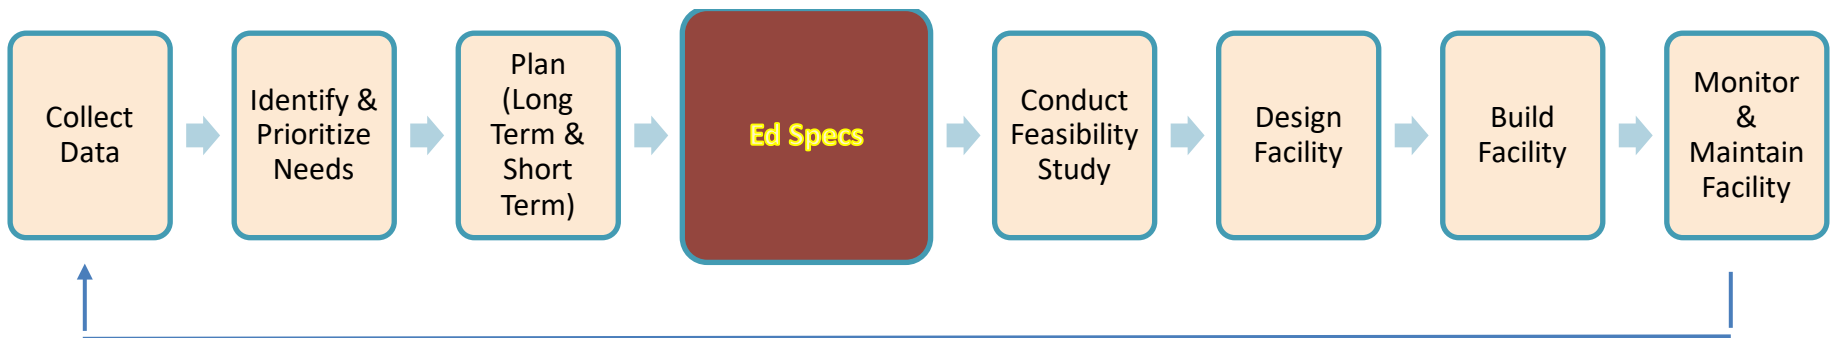 Collect
Data
Identify &
Prioritize
Needs
Plan
(Long
Term &
Short
Term)
Ed Specs
Conduct
Feasibility
Study
Design
Facility
Build
Facility
Monitor
&
Maintain
Facility